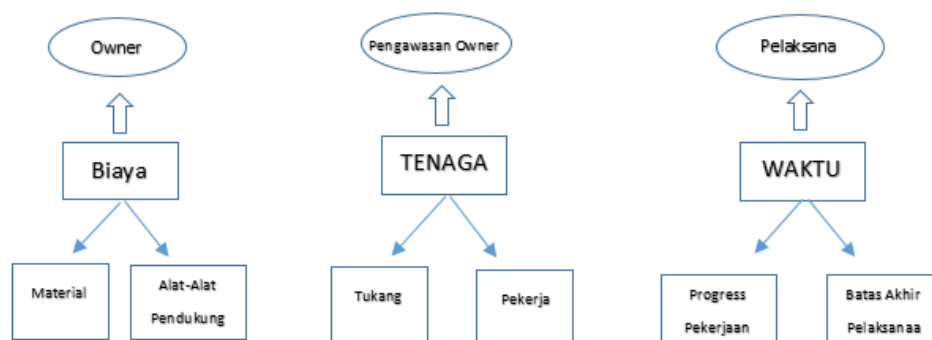 Owner
Pengawasan Owner
Pelaksana
Biaya
TENAGA
WAKTU
Material
Alat-Alat
Pendukung
Tukang
Pekerja
Progress
Pekerjaan
Batas Akhir
Pelaksanaa